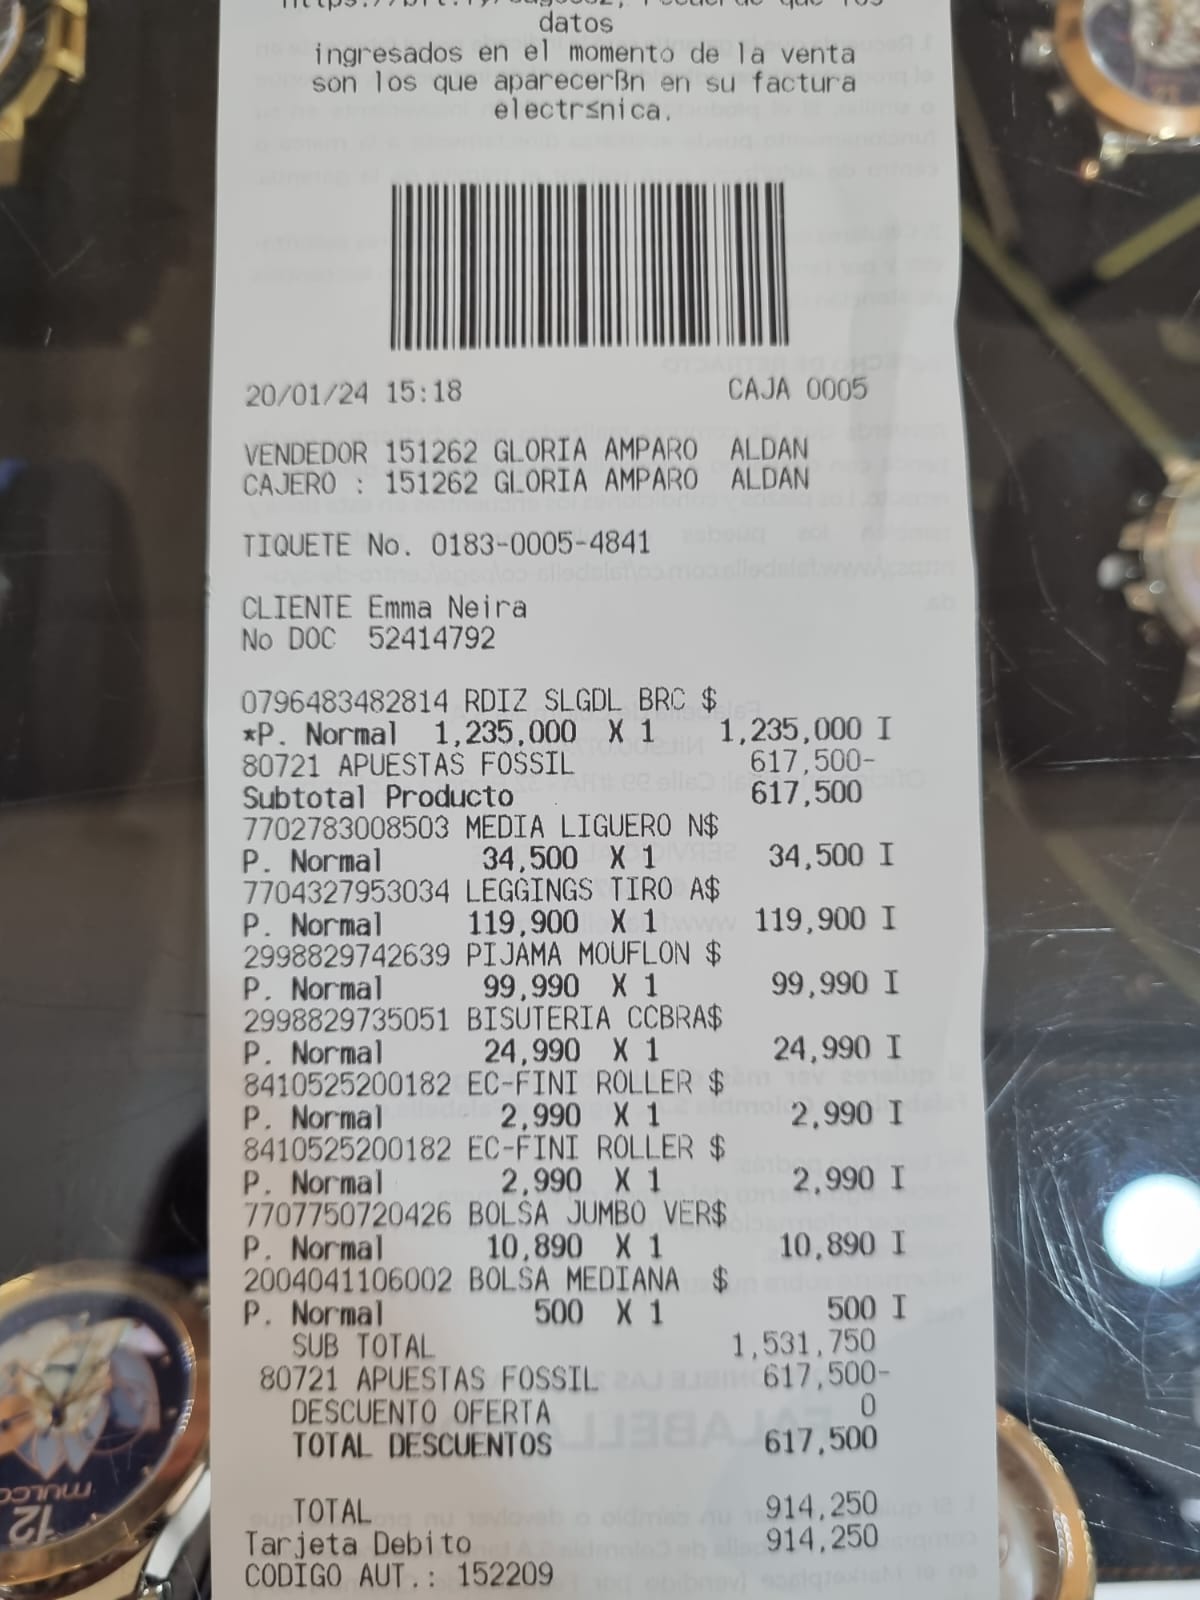 datos
ingresados en el momento de la venta
son los que aparecerßn en su factura
electr≤nica.
20/01/24 15:18 CAJA 0005
VENDEDOR 151262 GLORIA AMPARO ALDAN
CAJERO : 151262 GLORIA AMPARO ALDAN
TIQUETE No. 0183-0005-4841
CLIENTE Emma Neira
No DOC 52414792
0796483482814 RDIZ SLGDL BRC $
*P. Normal 1,235,000 X 1 1,235,000 I
80721 APUESTAS FOSSIL 617,500-
Subtotal Producto 617,500
7702783008503 MEDIA LIGUERO N$
P. Normal 34,500 X 1 34,500 I
7704327953034 LEGGINGS TIRO A$
P. Normal 119,900 X 1 119,900 I
2998829742639 PIJAMA MOUFLON $
P. Normal 99,990 X 1 99,990 I
2998829735051 BISUTERIA CCBRA$
P. Normal 24,990 X 1 24,990 I
8410525200182 EC-FINI ROLLER $
P. Normal 2,990 X 1 2,990 I
8410525200182 EC-FINI ROLLER $
P. Normal 2,990 X 1 2,990 I
7707750720426 BOLSA JUMBO VER$
P. Normal 10,890 X 1 10,890 I
2004041106002 BOLSA MEDIANA $
P. Normal 500 X 1 500 I
SUB TOTAL 1,531,750
80721 APUESTAS FOSSIL 617,500-
DESCUENTO OFERTA 0
TOTAL DESCUENTOS 617,500
TOTAL 914,250
Tarjeta Debito 914,250
CODIGO AUT.: 152209
MULCO
12